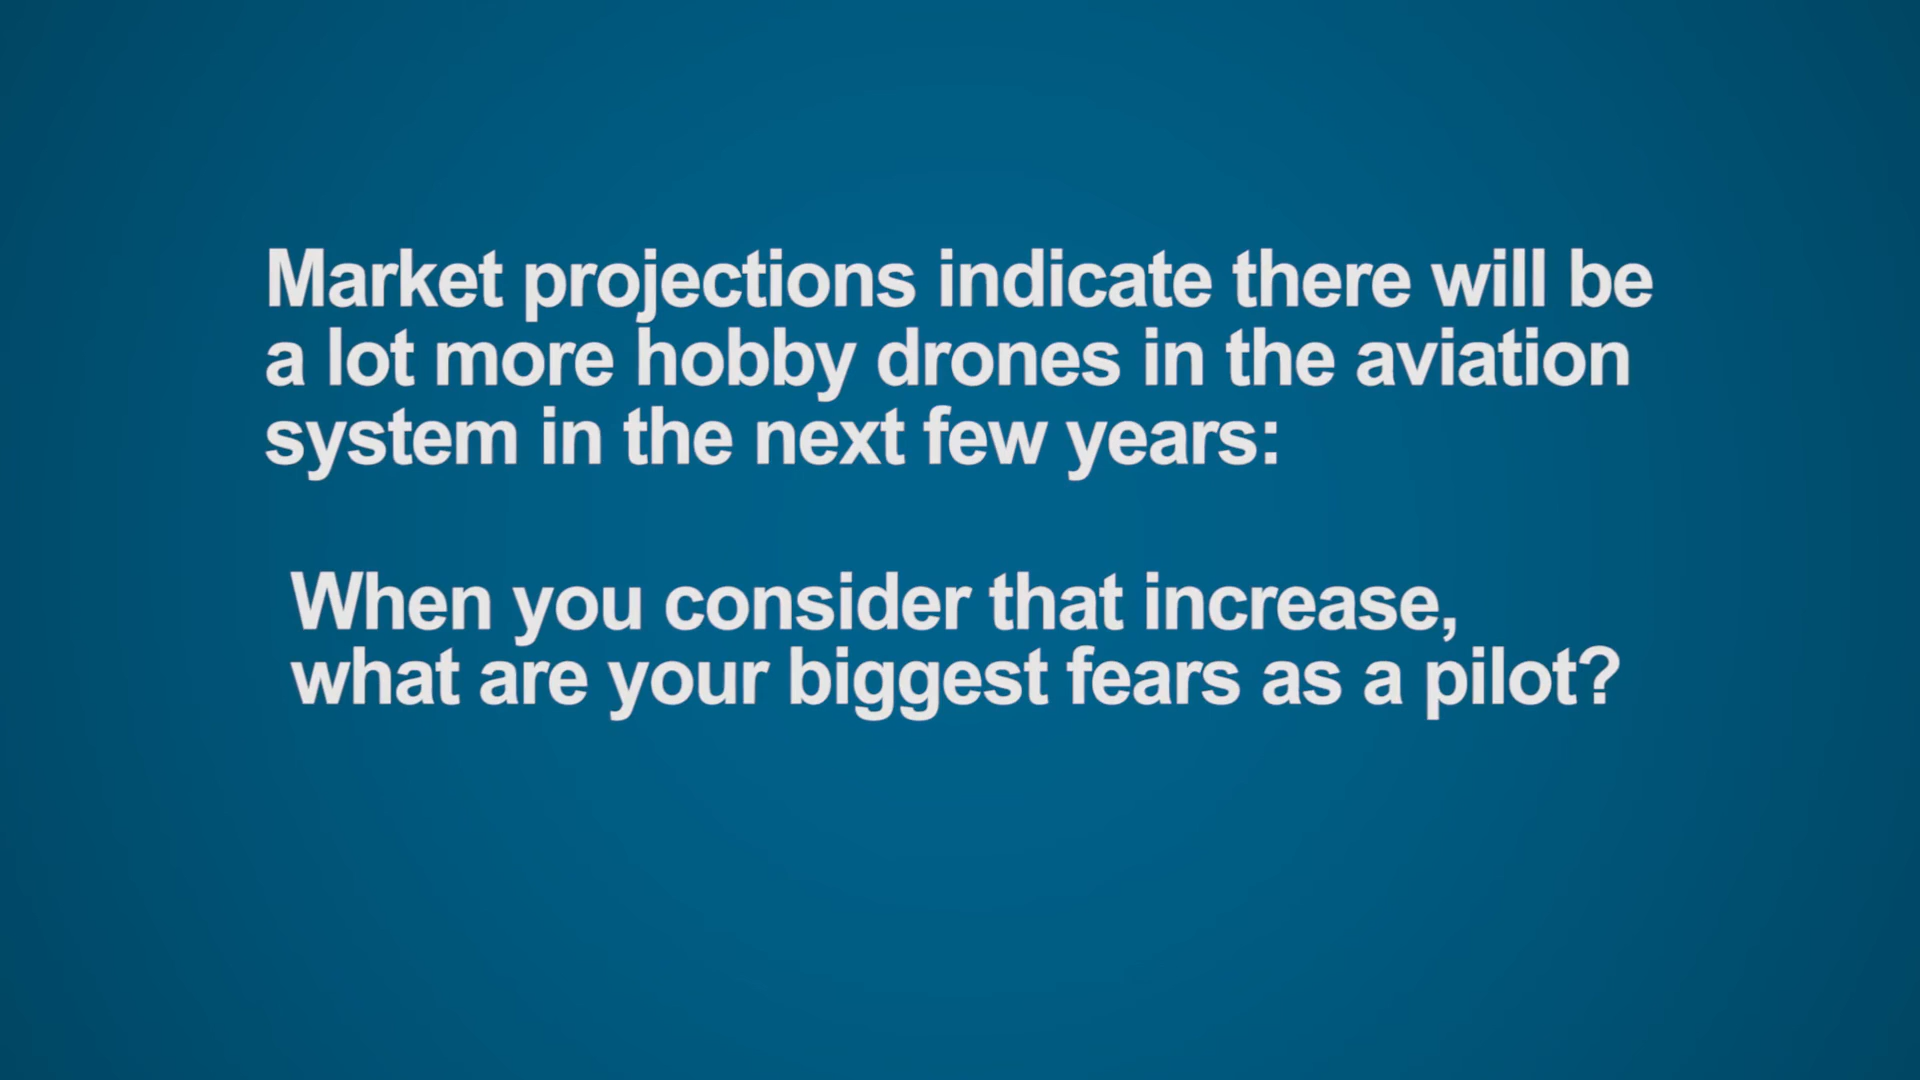 Market projections indicate there will be
a lot more hobby drones in the aviation
system in the next few years:
When you consider that increase,
what are your biggest fears as a pilot?